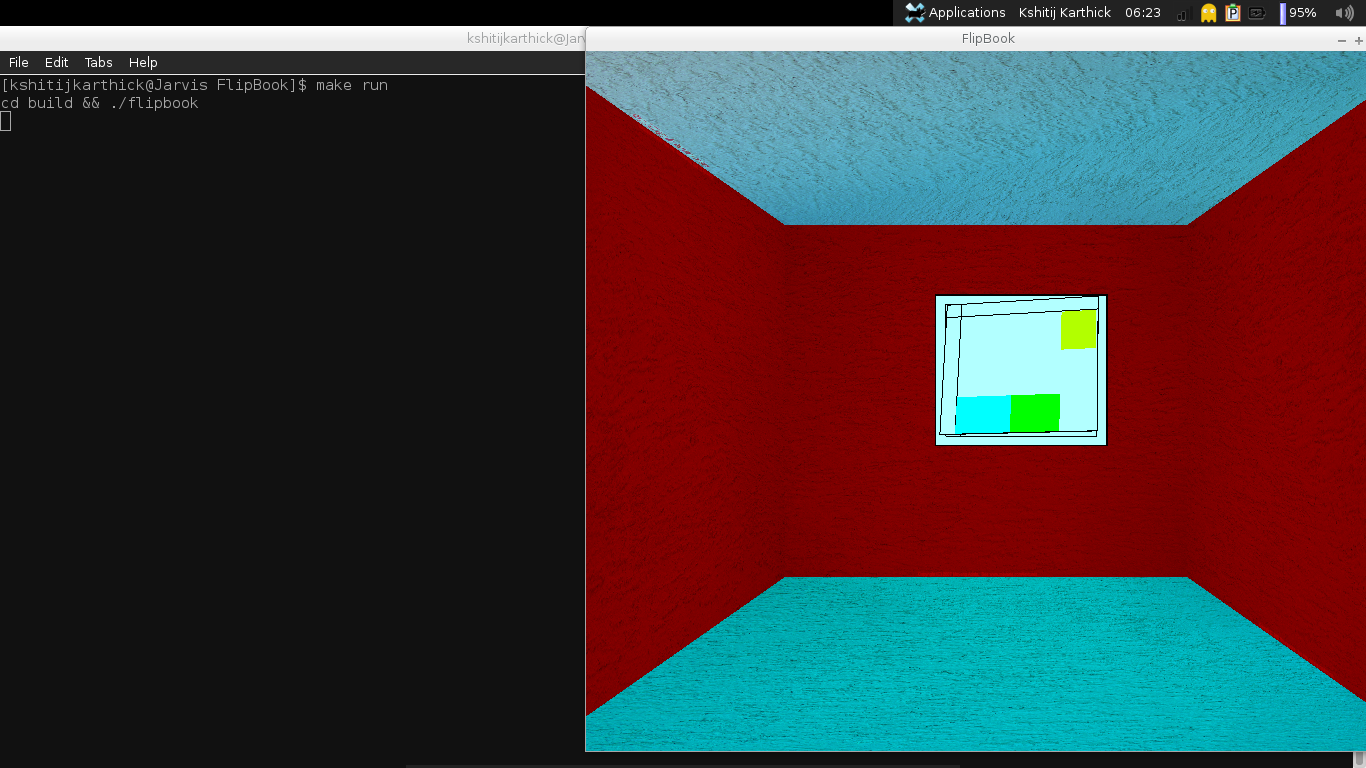 Applications Kshitij Karthick 06:23 95%
kshitijkarthick@Jar
FlipBook
File Edit Tabs Help
[kshitijkarthick@Jarvis FlipBook]$ make run
cd build && ./flipbook